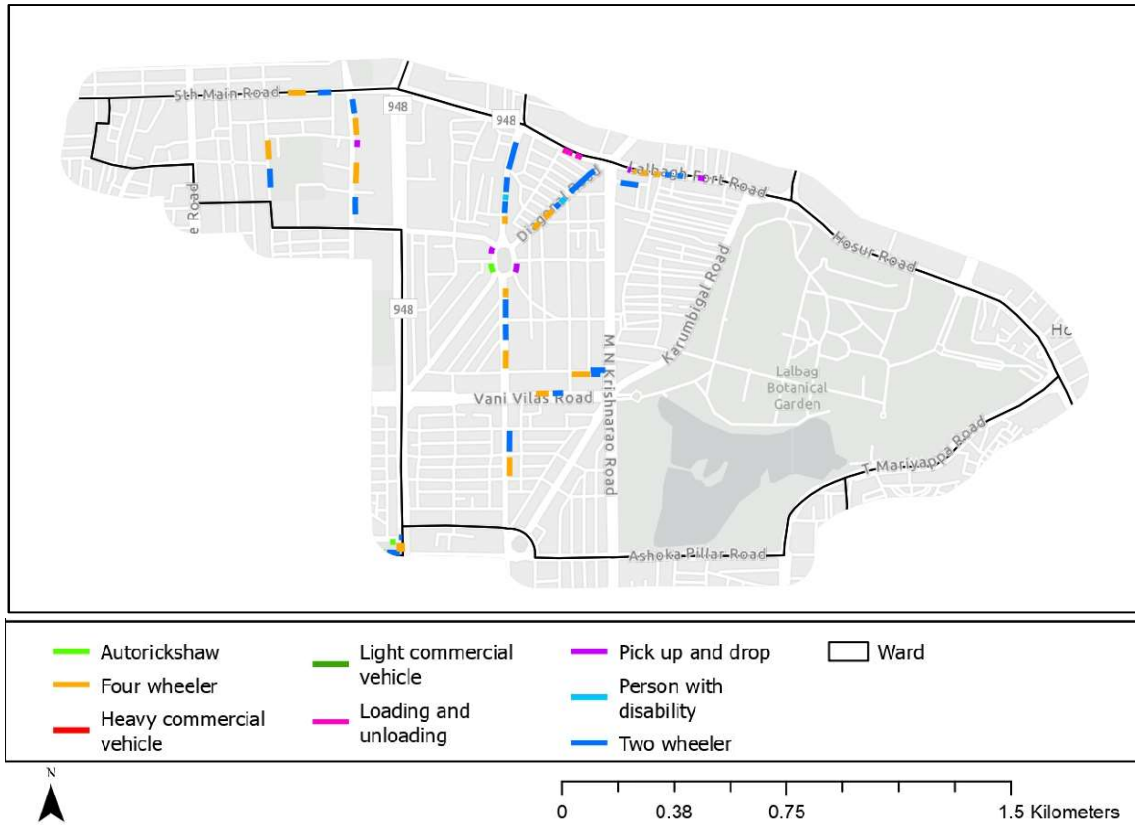 5th Main Road
948
948
Lalbagh Fort Road
Diagonal Road
e Road
Hosur Road
948
Karumbigal Road
Ho
M N Krishnarao Road
Lalbag
Botanical
Garden
Vani Vilas Road
T Mariyappa Road
Ashoka Pillar Road
Autorickshaw
Four wheeler
Heavy commercial
vehicle
Light commercial
vehicle
Loading and
unloading
Pick up and drop
Person with
disability
Two wheeler
Ward
N
0 0.38 0.75 1.5 Kilometers